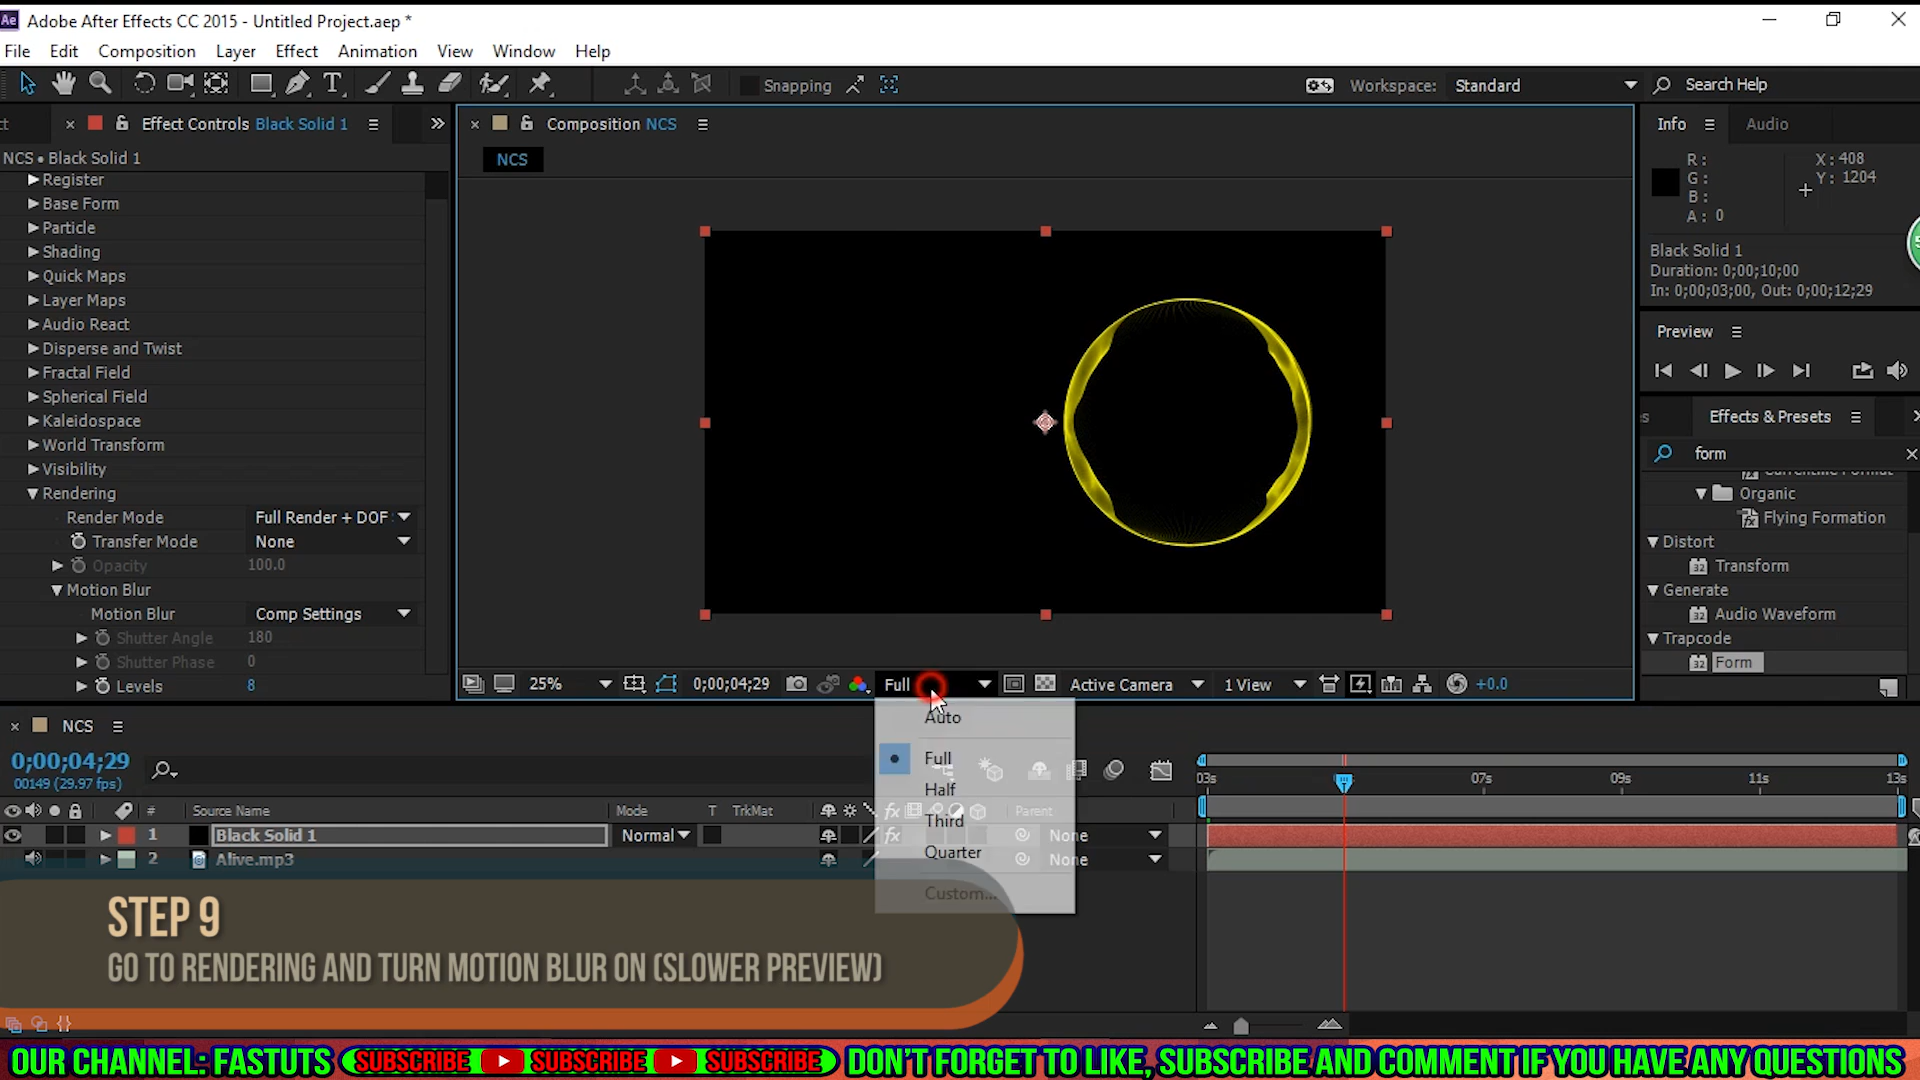 Ae Adobe After Effects CC 2015 - Untitled Project.aep *
File Edit Composition Layer Effect Animation View Window Help
Snapping Workspace: Standard Search Help
Effect Controls Black Solid 1
Composition NCS
Info Audio
NCS • Black Solid 1
NCS
R: X: 408
G: Y: 1204
B:
A: 0
Register
Base Form
Particle
Shading
Quick Maps
Layer Maps
Audio React
Disperse and Twist
Fractal Field
Spherical Field
Kaleidospace
World Transform
Visibility
Rendering
Render Mode Full Render + DOF
Transfer Mode None
Opacity 100.0
Motion Blur
Motion Blur Comp Settings
Shutter Angle 180
Shutter Phase 0
Levels 8
Black Solid 1
Duration: 0;00;10;00
In: 0;00;03;00, Out: 0;00;12;29
Preview
Effects & Presets
form
Organic
Flying Formation
Distort
32 Transform
Generate
32 Audio Waveform
Trapcode
32 Form
25% 0;00;04;29 Full Active Camera 1 View +0.0
Auto
Full
Half
Third
Quarter
Custom...
NCS
0;00;04;29
00149 (29.97 fps)
03s 07s 09s 11s 13s
# Source Name Mode T TrkMat fx Parent
1 Black Solid 1 Normal fx None
2 Alive.mp3 None
STEP 9
GO TO RENDERING AND TURN MOTION BLUR ON (SLOWER PREVIEW)
OUR CHANNEL: FASTUTS SUBSCRIBE SUBSCRIBE SUBSCRIBE DON'T FORGET TO LIKE, SUBSCRIBE AND COMMENT IF YOU HAVE ANY QUESTIONS